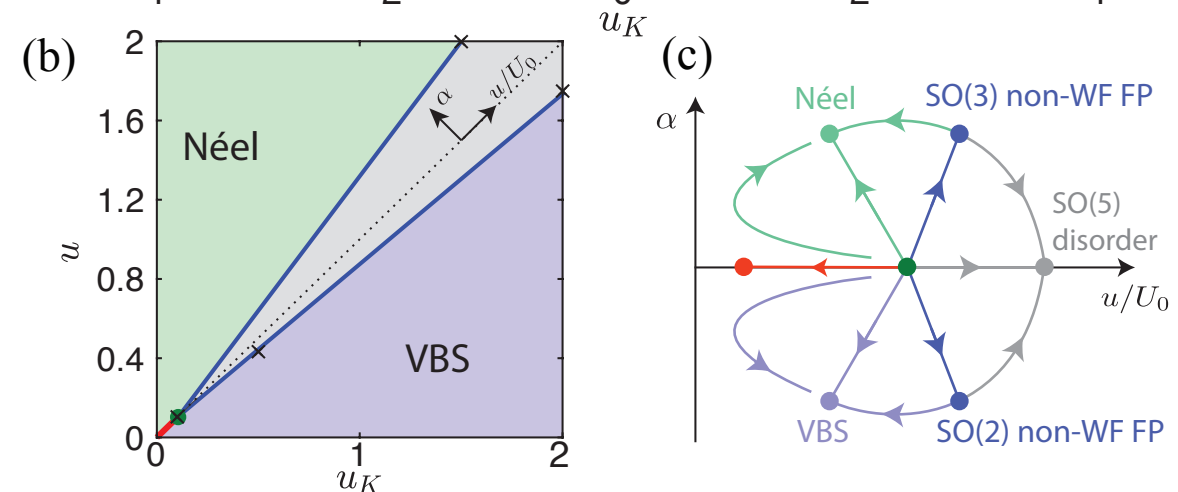 u_K
(b)
2
1.6
1.2
0.8
0.4
0
u
Néel
VBS
α
u/U_0
0
1
2
u_K
(c)
α
Néel
SO(3) non-WF FP
SO(5)
disorder
u/U_0
VBS
SO(2) non-WF FP